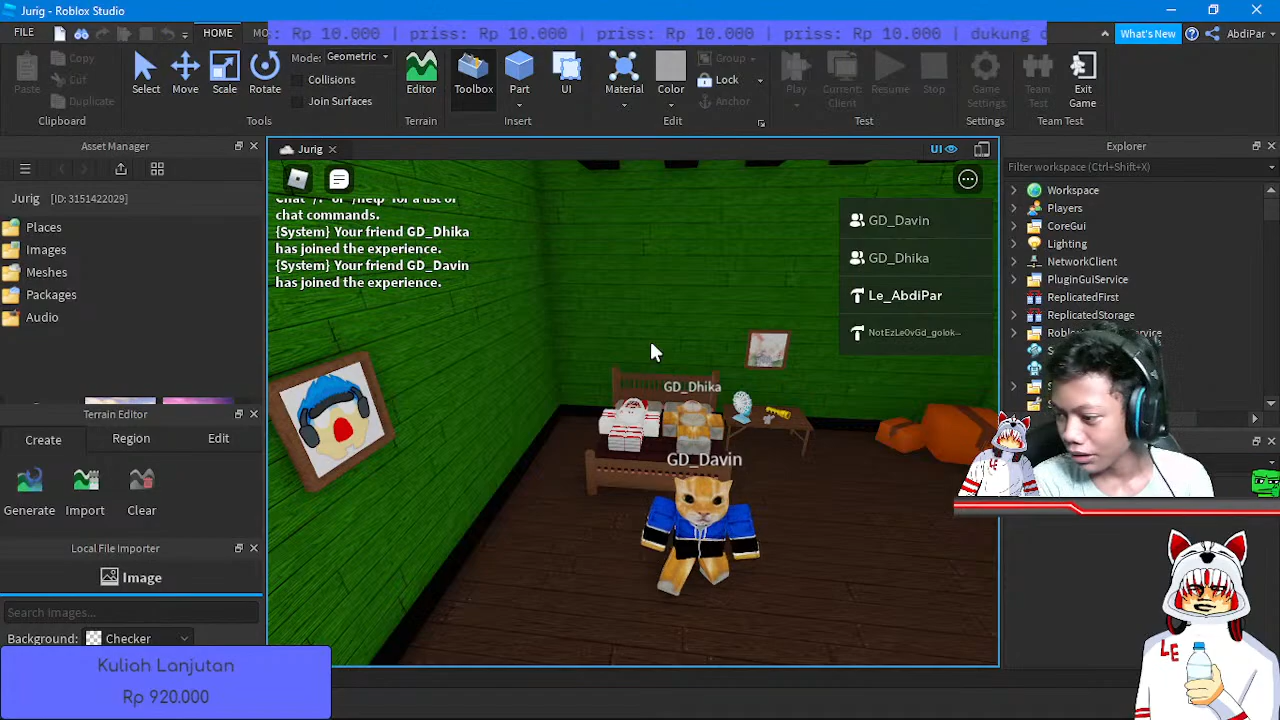 Jurig - Roblox Studio
FILE
HOME
MO
: Rp 10.000 | priss: Rp 10.000 | priss: Rp 10.000 | priss: Rp 10.000 | dukung
What's New
AbdiPar
Paste
Copy
Cut
Duplicate
Clipboard
Select
Move
Scale
Rotate
Mode: Geometric
Collisions
Join Surfaces
Tools
Editor
Terrain
Toolbox
Part
UI
Insert
Material
Color
Group
Lock
Anchor
Edit
Play
Current:
Client
Resume
Stop
Test
Game
Settings
Settings
Team
Test
Exit
Game
Team Test
Asset Manager
Jurig [ID: 3151422029]
Places
Images
Meshes
Packages
Audio
Terrain Editor
Create
Region
Edit
Generate
Import
Clear
Local File Importer
Image
Search images...
Background: Checker
Kuliah Lanjutan
Rp 920.000
Jurig
UI
chat commands.
{System} Your friend GD_Dhika
has joined the experience.
{System} Your friend GD_Davin
has joined the experience.
GD_Davin
GD_Dhika
Le_AbdiPar
GD_Dhika
GD_Davin
Explorer
Filter workspace (Ctrl+Shift+X)
Workspace
Players
CoreGui
Lighting
NetworkClient
PluginGuiService
ReplicatedFirst
ReplicatedStorage
LE
LE